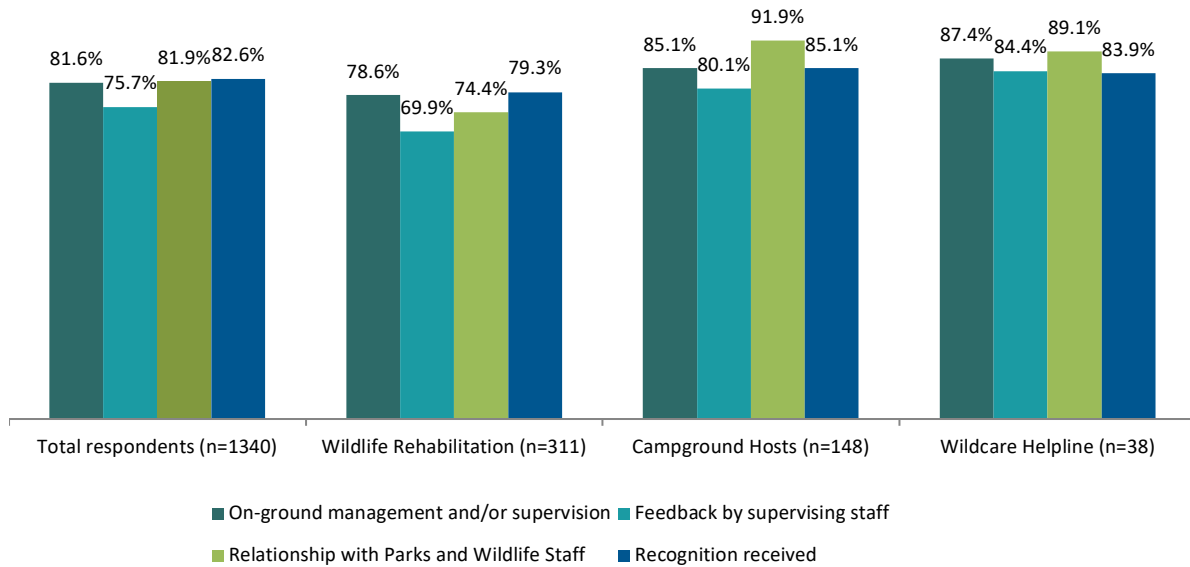 81.6% 75.7% 81.9% 82.6%
78.6% 69.9% 74.4% 79.3%
85.1% 80.1% 91.9% 85.1%
87.4% 84.4% 89.1% 83.9%
Total respondents (n=1340)
Wildlife Rehabilitation (n=311)
Campground Hosts (n=148)
Wildcare Helpline (n=38)
On-ground management and/or supervision
Feedback by supervising staff
Relationship with Parks and Wildlife Staff
Recognition received